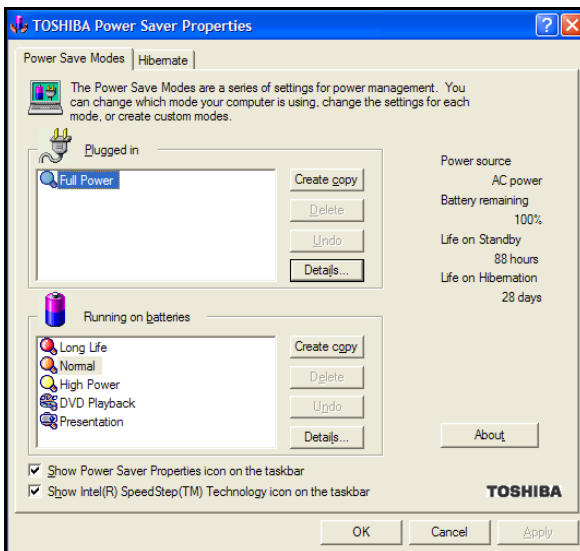 TOSHIBA Power Saver Properties
Power Save Modes
Hibernate
The Power Save Modes are a series of settings for power management. You
can change which mode your computer is using, change the settings for each
mode, or create custom modes.
Plugged in
Full Power
Create copy
Delete
Undo
Details...
Power source
AC power
Battery remaining
100%
Life on Standby
88 hours
Life on Hibernation
28 days
Running on batteries
Long Life
Normal
High Power
DVD Playback
Presentation
Create copy
Delete
Undo
Details...
About
Show Power Saver Properties icon on the taskbar
Show Intel(R) SpeedStep(TM) Technology icon on the taskbar
TOSHIBA
OK
Cancel
Apply